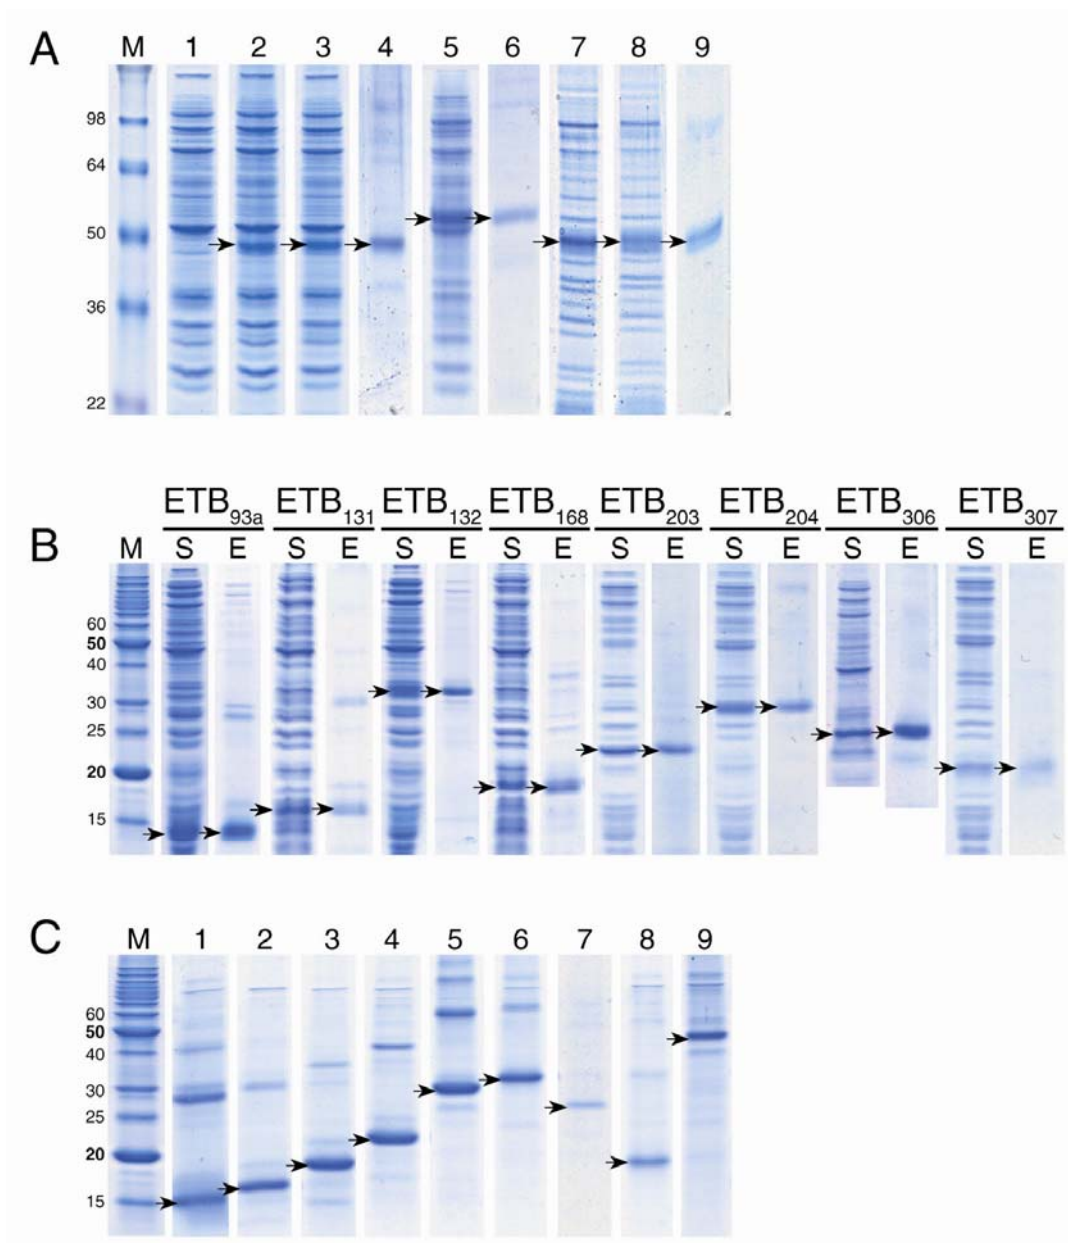 A
M 1 2 3 4 5 6 7 8 9
98
64
50
36
22
ETB93a ETB131 ETB132 ETB168 ETB203 ETB204 ETB306 ETB307
B
M S E S E S E S E S E S E S E S E
60
50
40
30
25
20
15
C
M 1 2 3 4 5 6 7 8 9
60
50
40
30
25
20
15